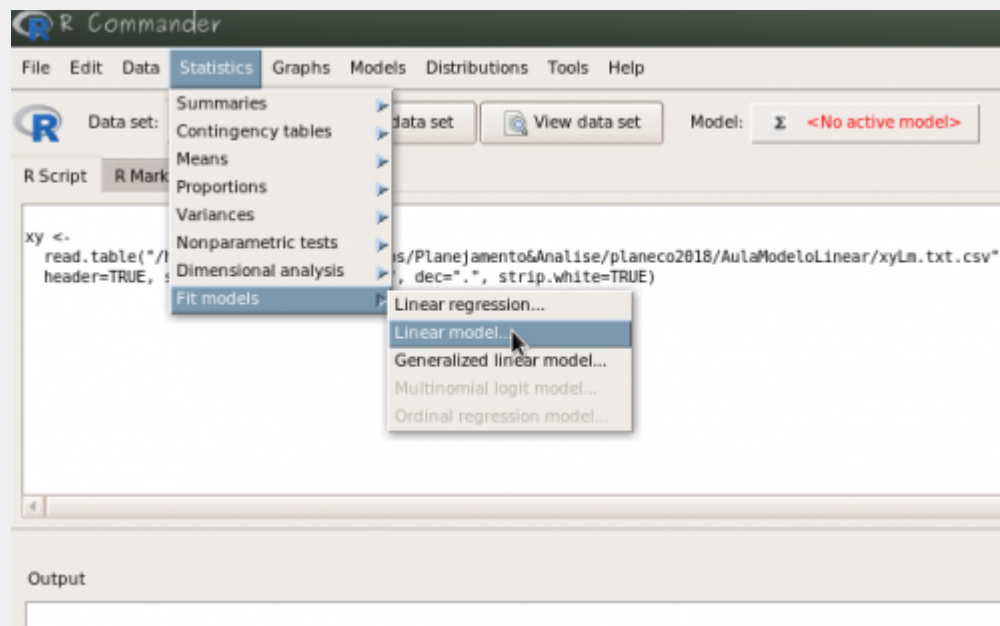 R Commander
File Edit Data Statistics Graphs Models Distributions Tools Help
Data set: data set View data set Model: Σ <No active model>
R Script R Mark
Summaries
Contingency tables
Means
Proportions
Variances
Nonparametric tests
Dimensional analysis
Fit models
Linear regression...
Linear model...
Generalized linear model...
Multinomial logit model...
Ordinal regression model...
xy <-
read.table("/ s/Planejamento&Analise/planeco2018/AulaModeloLinear/xyLm.txt.csv"
header=TRUE, ", dec=".", strip.white=TRUE)
Output